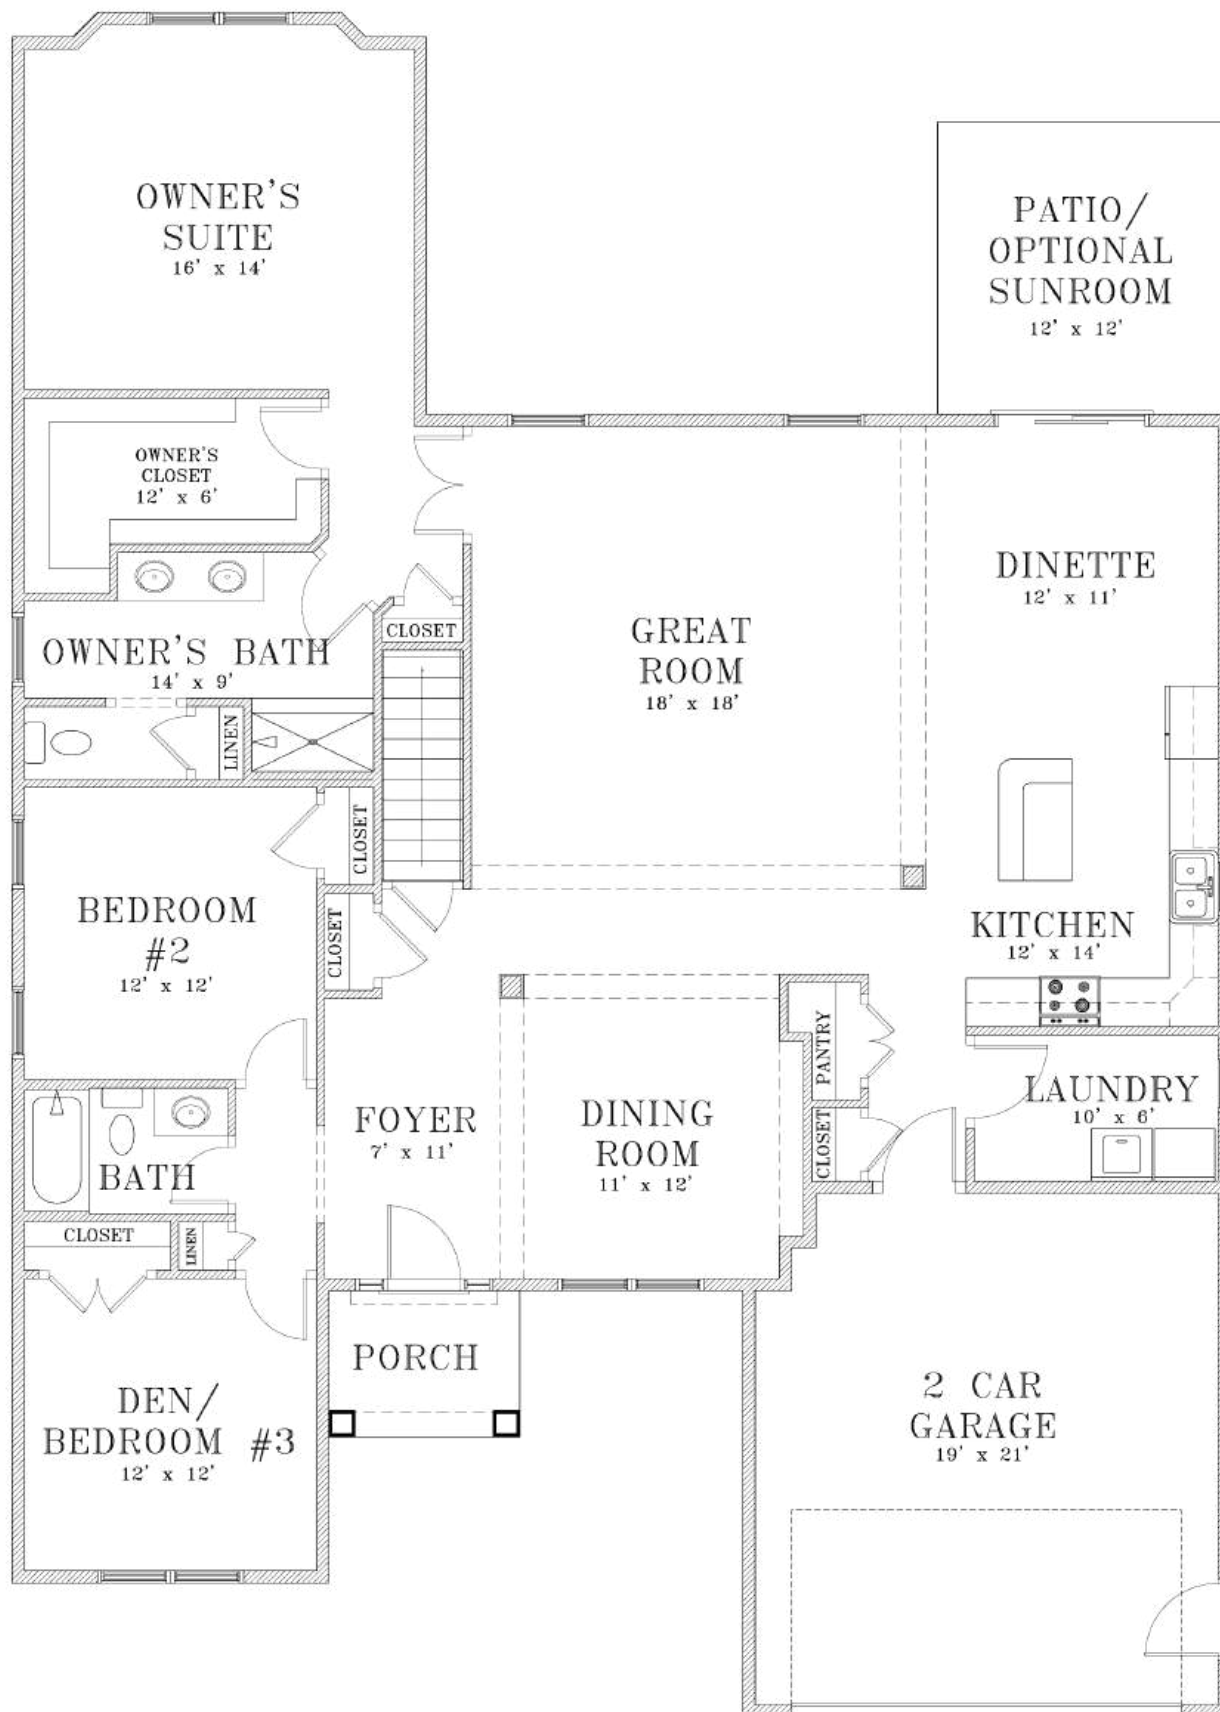 OWNER'S
SUITE
16' x 14'
PATIO/
OPTIONAL
SUNROOM
12' x 12'
OWNER'S
CLOSET
12' x 6'
DINETTE
12' x 11'
GREAT
ROOM
18' x 18'
CLOSET
OWNER'S BATH
14' x 9'
LINEN
CLOSET
BEDROOM
#2
12' x 12'
CLOSET
KITCHEN
12' x 14'
PANTRY
FOYER
7' x 11'
DINING
ROOM
11' x 12'
LAUNDRY
10' x 6'
CLOSET
BATH
CLOSET
LINEN
PORCH
DEN/
BEDROOM #3
12' x 12'
2 CAR
GARAGE
19' x 21'